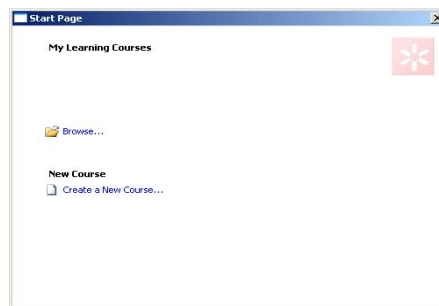 Start Page
My Learning Courses
Browse...
New Course
Create a New Course...